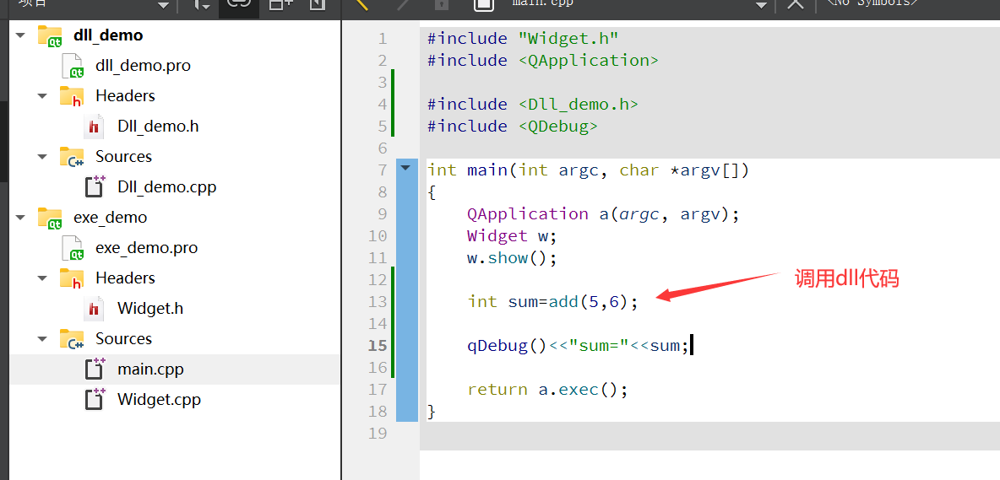 项目
main.cpp
<No Symbols>
dll_demo
dll_demo.pro
Headers
Dll_demo.h
Sources
Dll_demo.cpp
exe_demo
exe_demo.pro
Headers
Widget.h
Sources
main.cpp
Widget.cpp
1 #include "Widget.h"
2 #include <QApplication>
3
4 #include <Dll_demo.h>
5 #include <QDebug>
6
7 int main(int argc, char *argv[])
8 {
9 QApplication a(argc, argv);
10 Widget w;
11 w.show();
12
13 int sum=add(5,6);
调用dll代码
14
15 qDebug()<<"sum="<<sum;
16
17 return a.exec();
18 }
19